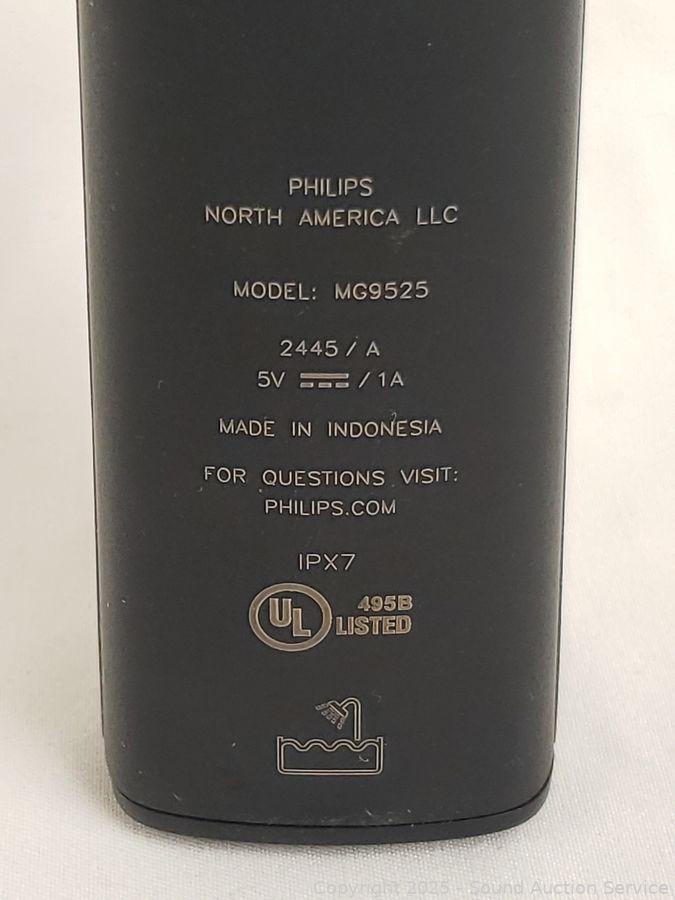 PHILIPS
NORTH AMERICA LLC
MODEL: MG9525
2445 / A
5V ⎓ / 1A
MADE IN INDONESIA
FOR QUESTIONS VISIT:
PHILIPS.COM
IPX7
UL 495B
LISTED
Copyright 2025 - Sound Auction Service